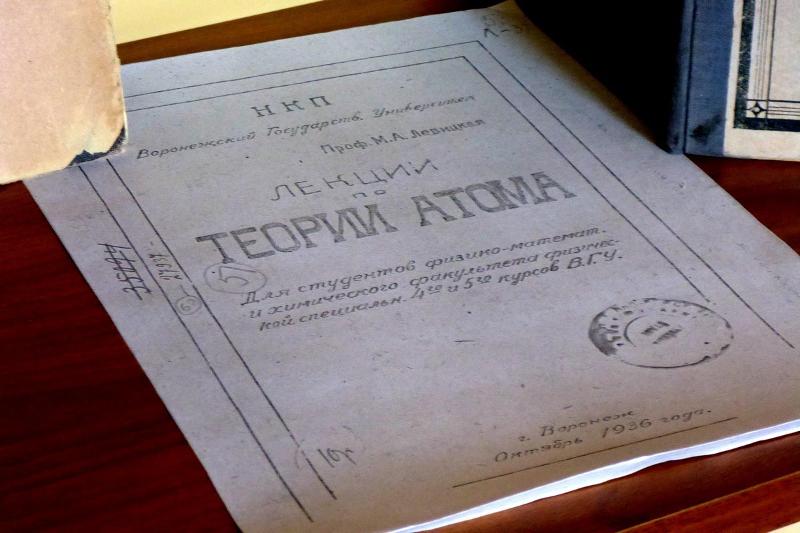 НКП
Воронежский Государств. Университет
Проф. М.А. Левицкая
ЛЕКЦИИ
по
ТЕОРИИ АТОМА
Для студентов физико-математ.
и химического факультета физичес-
кой специальн. 4го и 5го курсов В.Г.У.
г. Воронеж
Октябрь 1936 года.